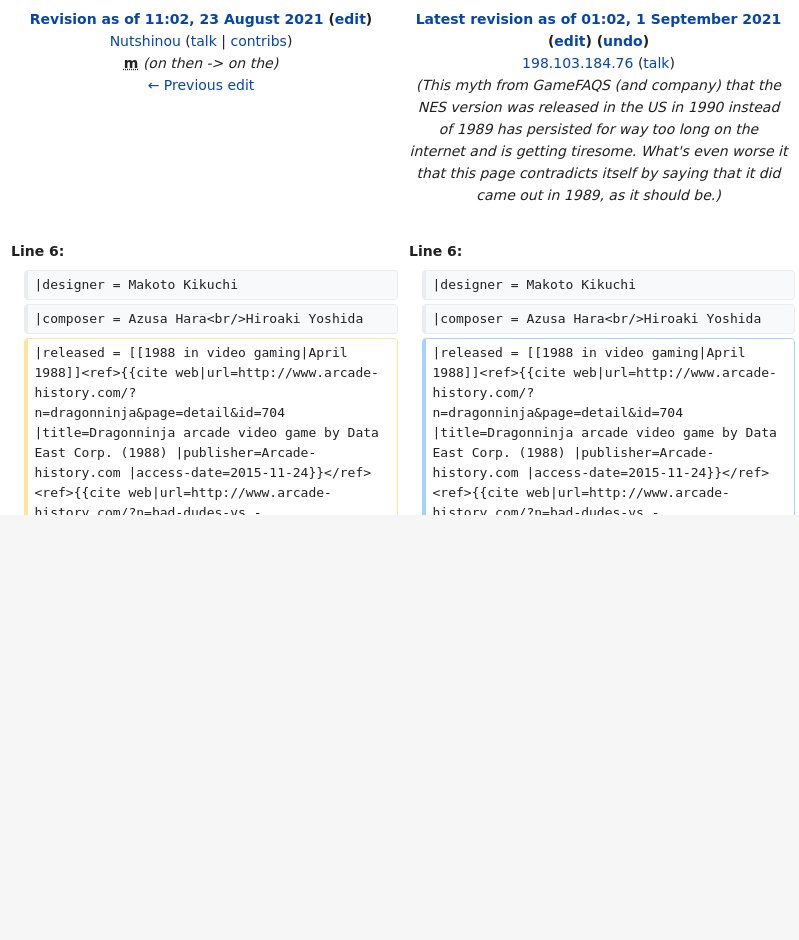 Revision as of 11:02, 23 August 2021 (edit)
Nutshinou (talk | contribs)
m (on then -> on the)
← Previous edit
Latest revision as of 01:02, 1 September 2021
(edit) (undo)
198.103.184.76 (talk)
(This myth from GameFAQS (and company) that the
NES version was released in the US in 1990 instead
of 1989 has persisted for way too long on the
internet and is getting tiresome. What's even worse it
that this page contradicts itself by saying that it did
came out in 1989, as it should be.)
Line 6:
|designer = Makoto Kikuchi
|composer = Azusa Hara<br/>Hiroaki Yoshida
|released = [[1988 in video gaming|April
1988]]<ref>{{cite web|url=http://www.arcade-
history.com/?
n=dragonninja&page=detail&id=704
|title=Dragonninja arcade video game by Data
East Corp. (1988) |publisher=Arcade-
history.com |access-date=2015-11-24}}</ref>
<ref>{{cite web|url=http://www.arcade-
history.com/?n=bad-dudes-vs.-
Line 6:
|designer = Makoto Kikuchi
|composer = Azusa Hara<br/>Hiroaki Yoshida
|released = [[1988 in video gaming|April
1988]]<ref>{{cite web|url=http://www.arcade-
history.com/?
n=dragonninja&page=detail&id=704
|title=Dragonninja arcade video game by Data
East Corp. (1988) |publisher=Arcade-
history.com |access-date=2015-11-24}}</ref>
<ref>{{cite web|url=http://www.arcade-
history.com/?n=bad-dudes-vs.-